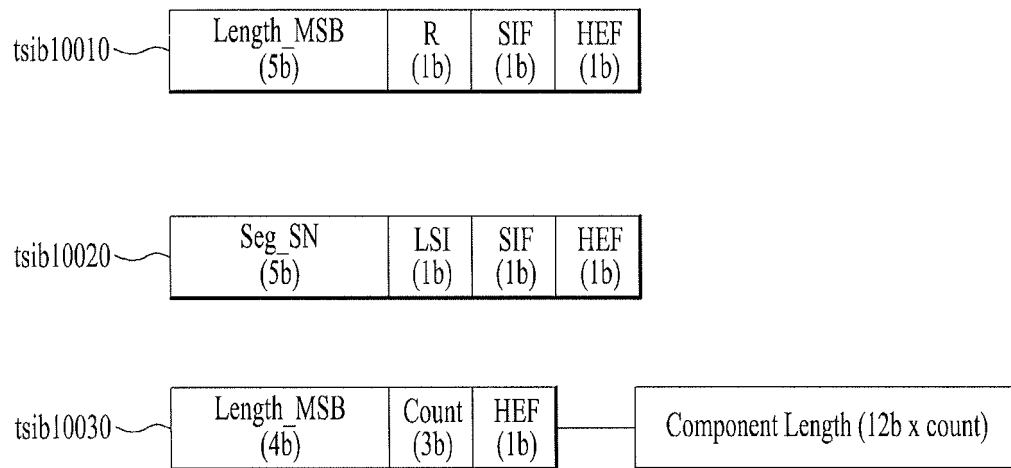 Length_MSB R SIF HEF
tsib10010 (5b) (1b) (1b) (1b)
Seg_SN LSI SIF HEF
tsib10020 (5b) (1b) (1b) (1b)
Length_MSB Count HEF
tsib10030 (4b) (3b) (1b) Component Length (12b x count)